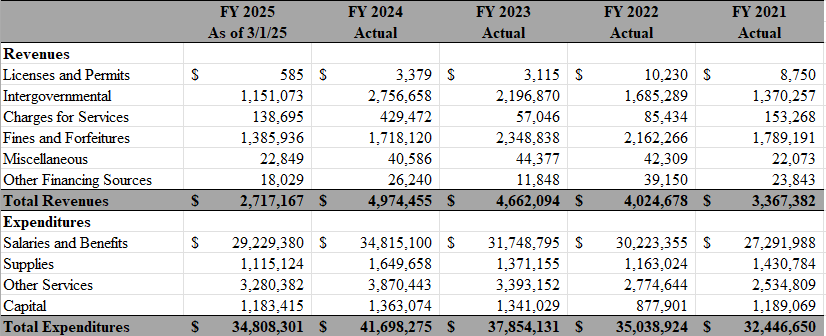 FY 2025 FY 2024 FY 2023 FY 2022 FY 2021
As of 3/1/25 Actual Actual Actual Actual
Revenues
Licenses and Permits $ 585 $ 3,379 $ 3,115 $ 10,230 $ 8,750
Intergovernmental 1,151,073 2,756,658 2,196,870 1,685,289 1,370,257
Charges for Services 138,695 429,472 57,046 85,434 153,268
Fines and Forfeitures 1,385,936 1,718,120 2,348,838 2,162,266 1,789,191
Miscellaneous 22,849 40,586 44,377 42,309 22,073
Other Financing Sources 18,029 26,240 11,848 39,150 23,843
Total Revenues $ 2,717,167 $ 4,974,455 $ 4,662,094 $ 4,024,678 $ 3,367,382
Expenditures
Salaries and Benefits $ 29,229,380 $ 34,815,100 $ 31,748,795 $ 30,223,355 $ 27,291,988
Supplies 1,115,124 1,649,658 1,371,155 1,163,024 1,430,784
Other Services 3,280,382 3,870,443 3,393,152 2,774,644 2,534,809
Capital 1,183,415 1,363,074 1,341,029 877,901 1,189,069
Total Expenditures $ 34,808,301 $ 41,698,275 $ 37,854,131 $ 35,038,924 $ 32,446,650